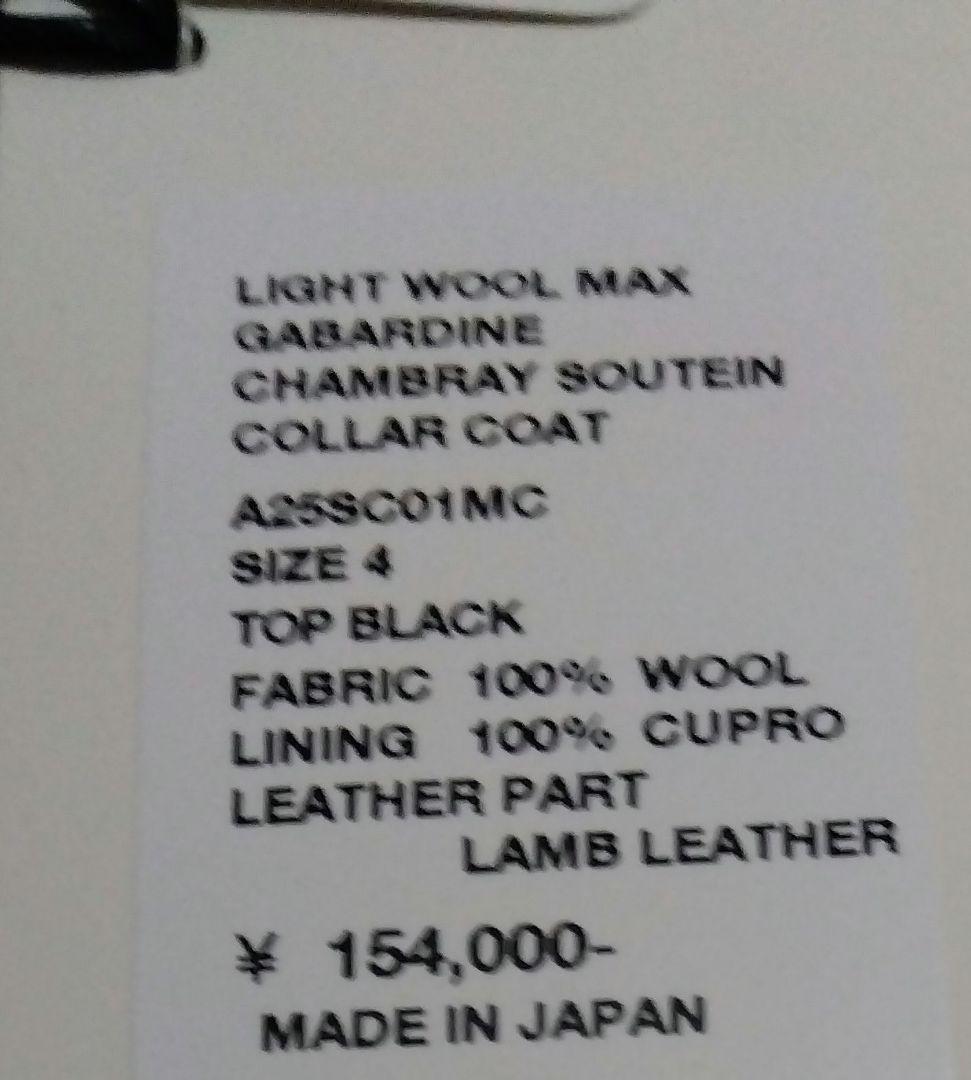 LIGHT WOOL MAX
GABARDINE
CHAMBRAY SOUTEIN
COLLAR COAT
A25SC01MC
SIZE 4
TOP BLACK
FABRIC 100% WOOL
LINING 100% CUPRO
LEATHER PART
LAMB LEATHER
¥ 154,000-
MADE IN JAPAN